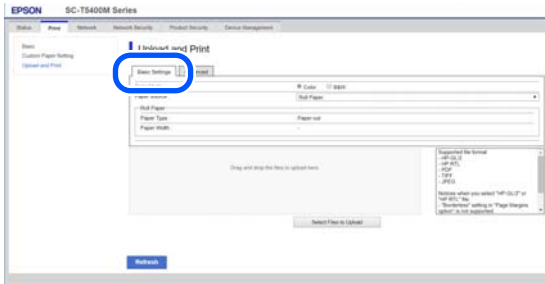 EPSON SC-T5400M Series
Status Print Network Network Security Product Security Device Management
Basic
Custom Paper Setting
Upload and Print
Upload and Print
Basic Settings
Color B&W
Roll Paper
Roll Paper
Paper Type : Paper out
Paper Width : -
Drag and drop the files to upload here.
Supported file format
- HP-GL/2
- HP RTL
- PDF
- TIFF
- JPEG
Notices when you select "HP-GL/2" or
"HP RTL" file
- "Borderless" setting in "Page Margins
option" is not supported.
Select Files to Upload
Refresh